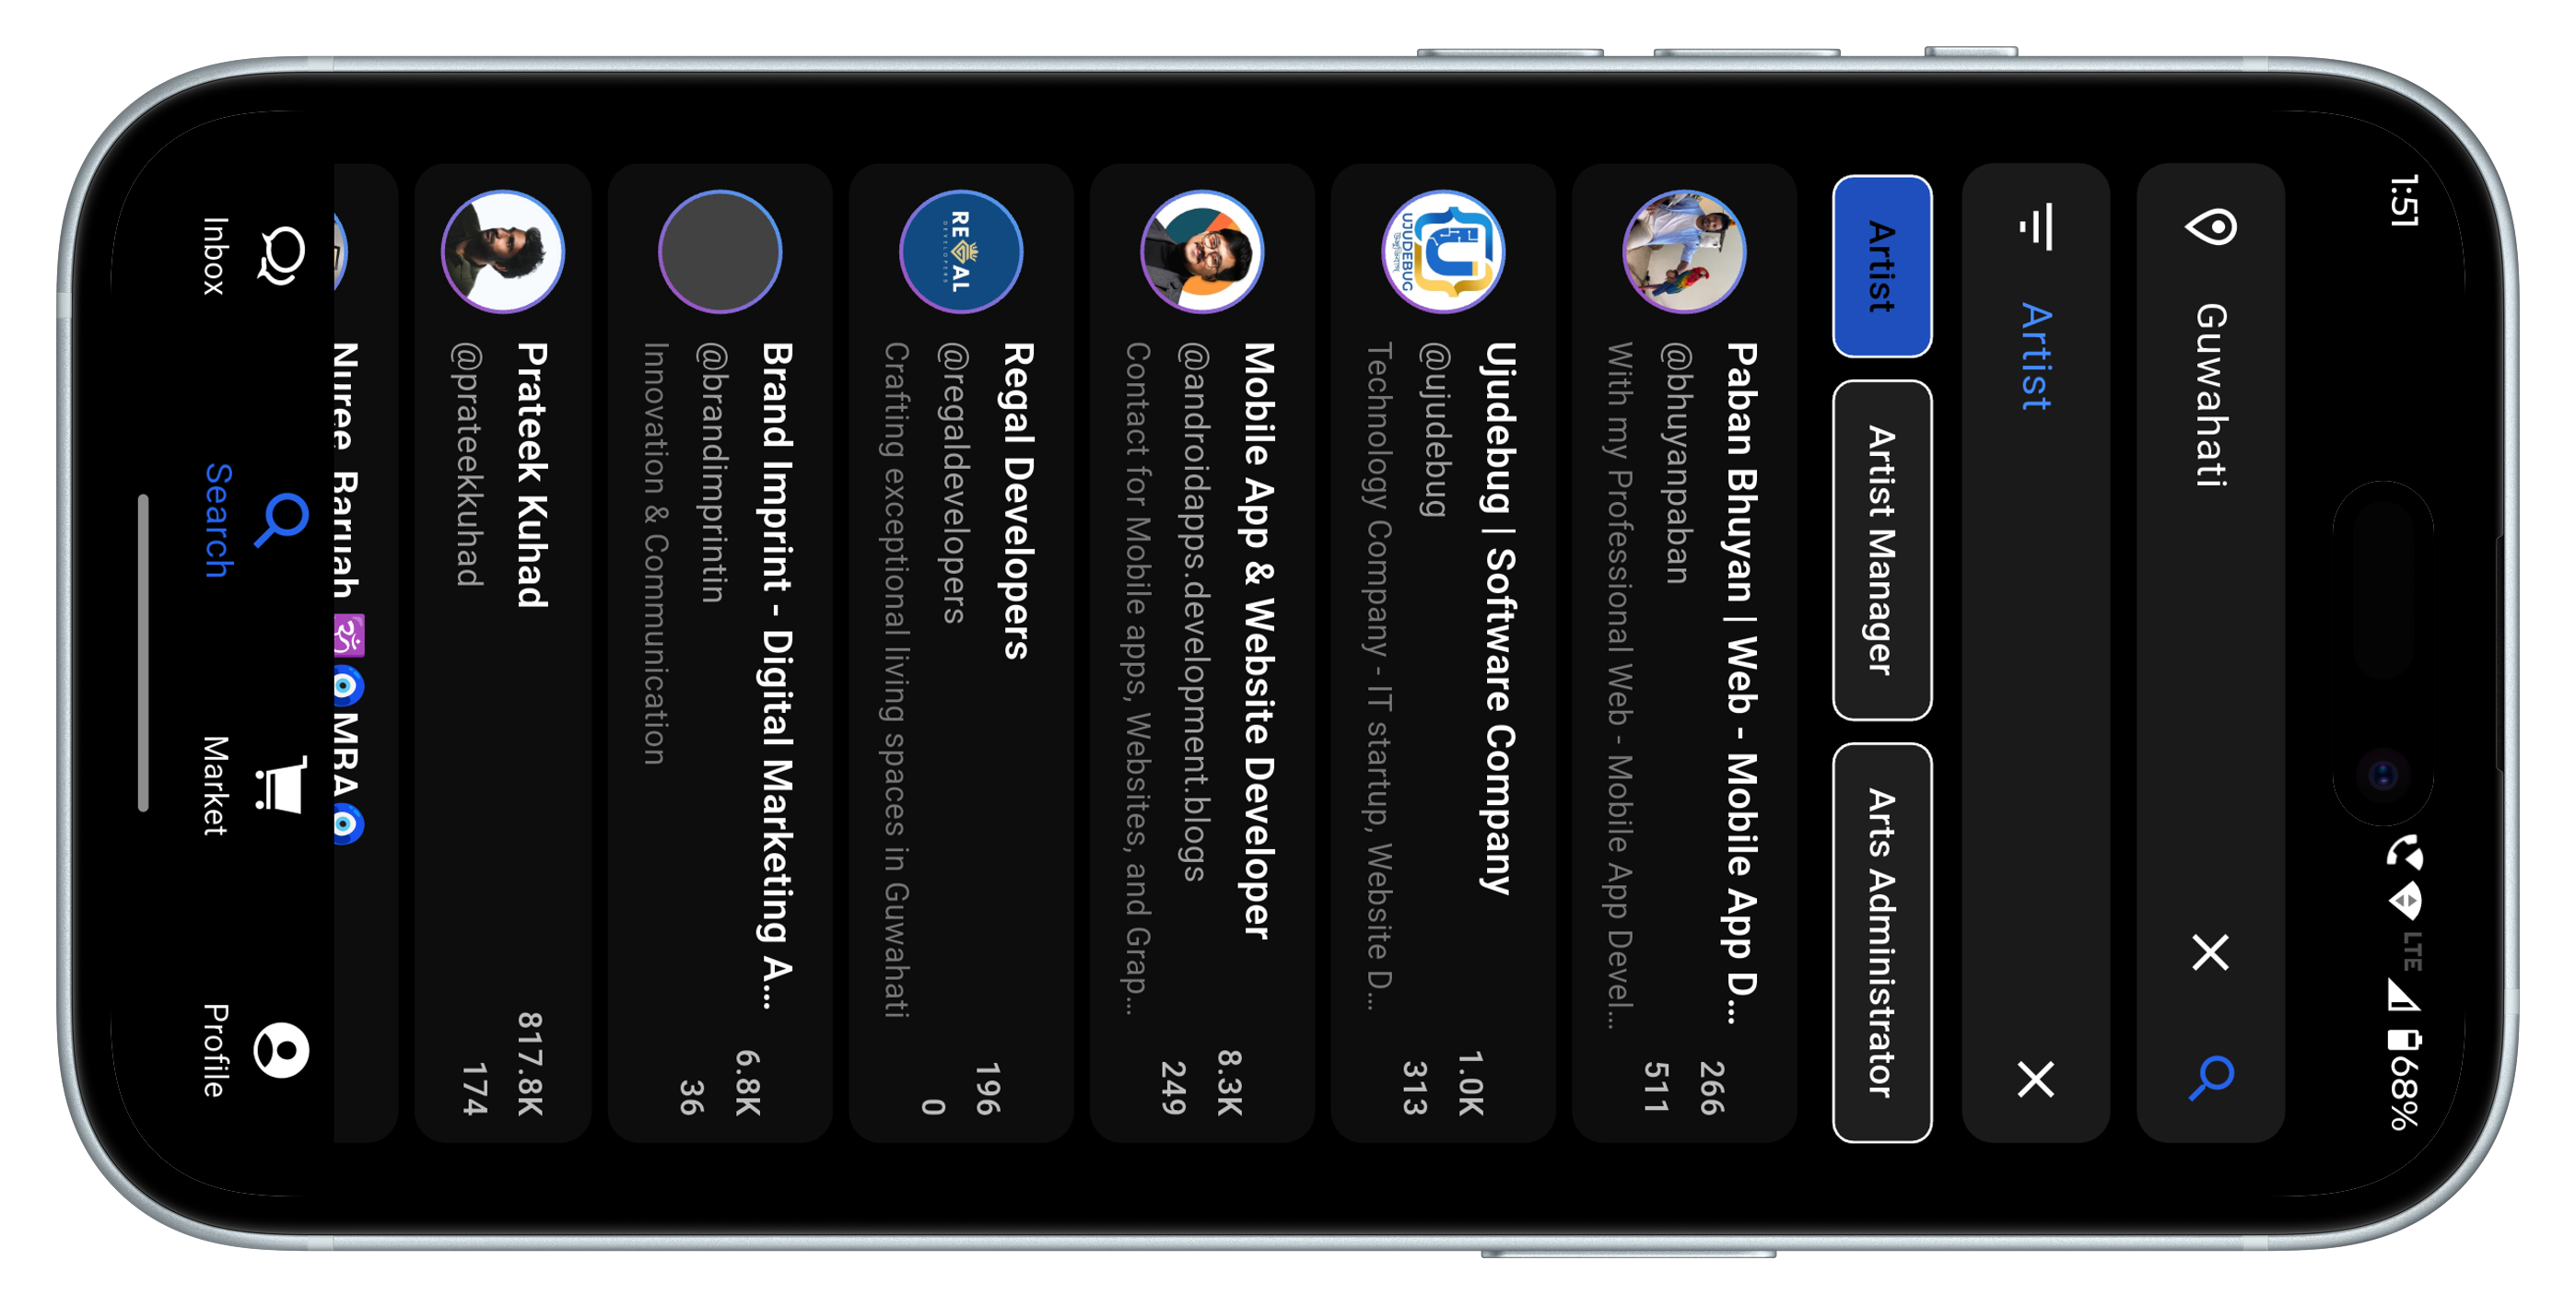 1:51
LTE
68%
Guwahati
Artist
Artist
Artist Manager
Arts Administrator
Paban Bhuyan | Web - Mobile App D...
@bhuyanpaban
With my Professional Web - Mobile App Devel...
266
511
UJUDEBUG
Ujudebug | Software Company
@ujudebug
Technology Company - IT startup, Website D...
1.0K
313
Mobile App & Website Developer
@androidapps.development.blogs
Contact for Mobile apps, Websites, and Grap...
8.3K
249
REGAL
DEVELOPERS
Regal Developers
@regaldevelopers
Crafting exceptional living spaces in Guwahati
196
0
Brand Imprint - Digital Marketing A...
@brandimprintin
Innovation & Communication
6.8K
36
Prateek Kuhad
@prateekkuhad
817.8K
174
Nuree Baruah 🕉️🧿MRA🧿
Inbox
Search
Market
Profile